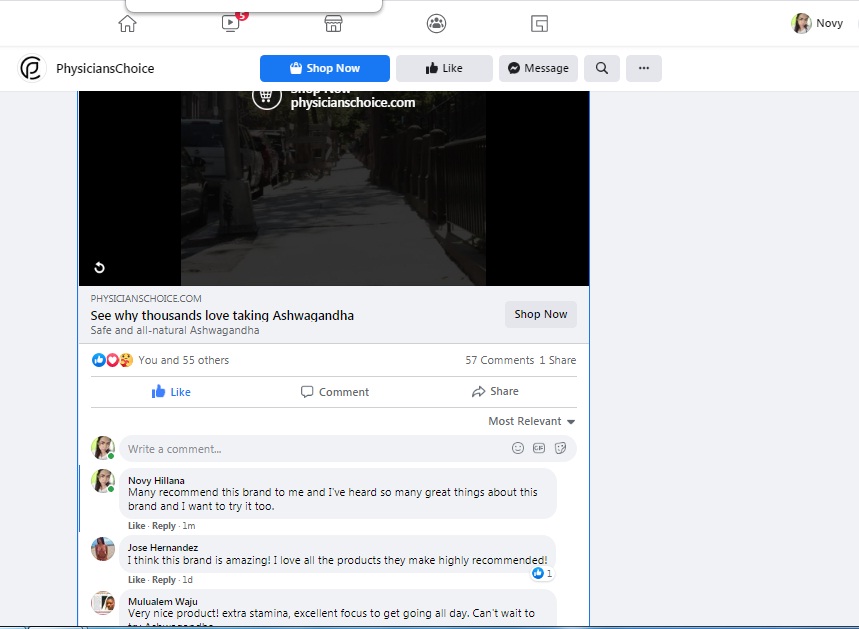 5
Novy
PhysiciansChoice
Shop Now
Like
Message
Shop Now
physicianschoice.com
PHYSICIANSCHOICE.COM
See why thousands love taking Ashwagandha
Safe and all-natural Ashwagandha
Shop Now
You and 55 others
57 Comments 1 Share
Like
Comment
Share
Most Relevant
Write a comment...
GIF
Novy Hillana
Many recommend this brand to me and I've heard so many great things about this
brand and I want to try it too.
Like · Reply · 1m
Jose Hernandez
I think this brand is amazing! I love all the products they make highly recommended!
1
Like · Reply · 1d
Mulualem Waju
Very nice product! extra stamina, excellent focus to get going all day. Can't wait to
try Ashwagandha